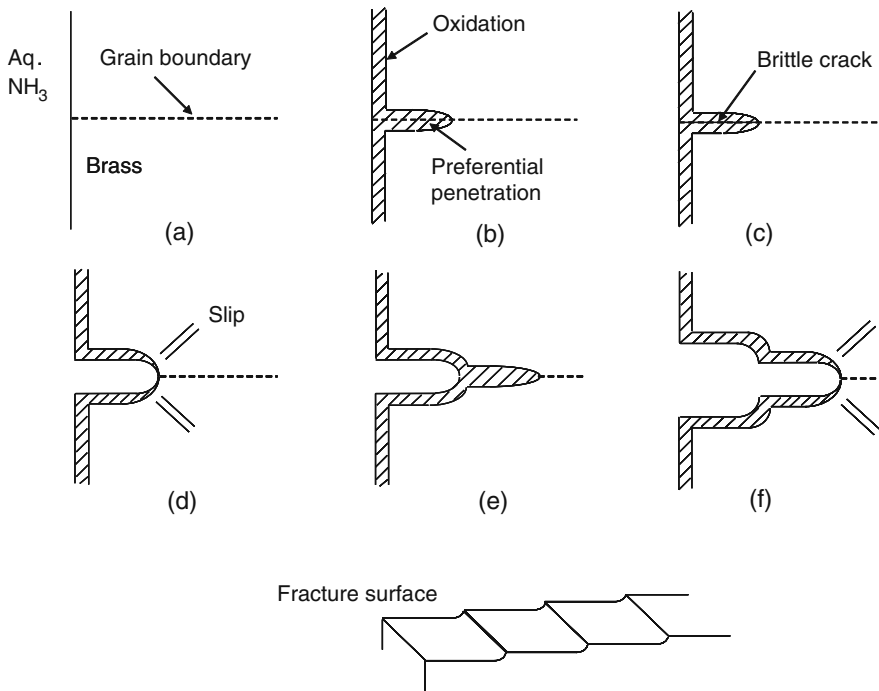 Aq.
NH3
Grain boundary
Brass
(a)
Oxidation
Preferential
penetration
(b)
Brittle crack
(c)
Slip
(d)
(e)
(f)
Fracture surface